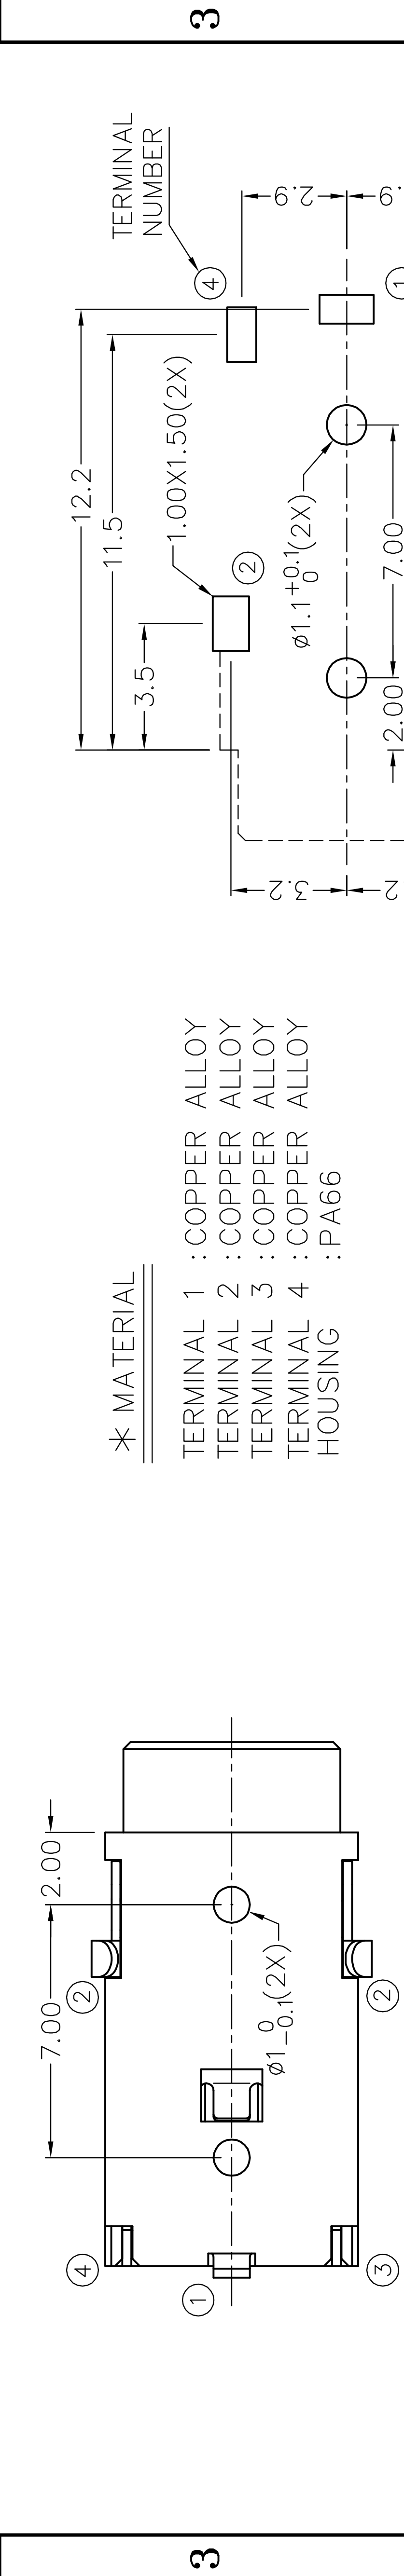 3
TERMINAL
NUMBER
4
2.9
1
12.2
11.5
1.00X1.50(2X)
2
3.5
ø1.1 +0.1 0 (2X)
7.00
2.00
3.2
* MATERIAL
TERMINAL 1 : COPPER ALLOY
TERMINAL 2 : COPPER ALLOY
TERMINAL 3 : COPPER ALLOY
TERMINAL 4 : COPPER ALLOY
HOUSING : PA66
2.00
7.00
2
2
ø1 0 -0.1 (2X)
4
1
3
3